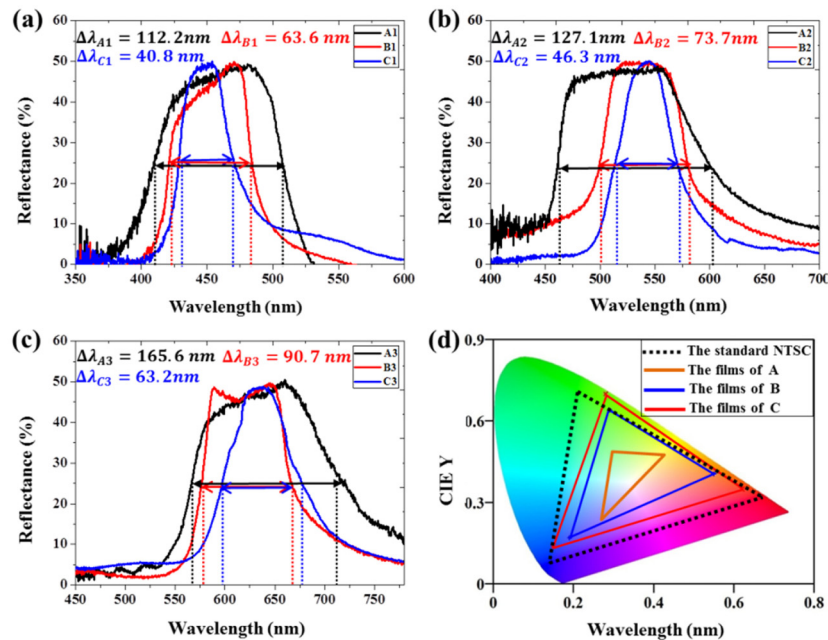 (a)
Δλ_A1 = 112.2nm Δλ_B1 = 63.6nm
Δλ_C1 = 40.8 nm
A1
B1
C1
Reflectance (%)
60
50
40
30
20
10
0
350 400 450 500 550 600
Wavelength (nm)
(b)
Δλ_A2 = 127.1nm Δλ_B2 = 73.7nm
Δλ_C2 = 46.3 nm
A2
B2
C2
Reflectance (%)
60
50
40
30
20
10
0
400 450 500 550 600 650 700
Wavelength (nm)
(c)
Δλ_A3 = 165.6 nm Δλ_B3 = 90.7 nm
Δλ_C3 = 63.2nm
A3
B3
C3
Reflectance (%)
60
50
40
30
20
10
0
450 500 550 600 650 700 750
Wavelength (nm)
(d)
The standard NTSC
The films of A
The films of B
The films of C
CIE Y
0.9
0.6
0.3
0
0 0.2 0.4 0.6 0.8
Wavelength (nm)